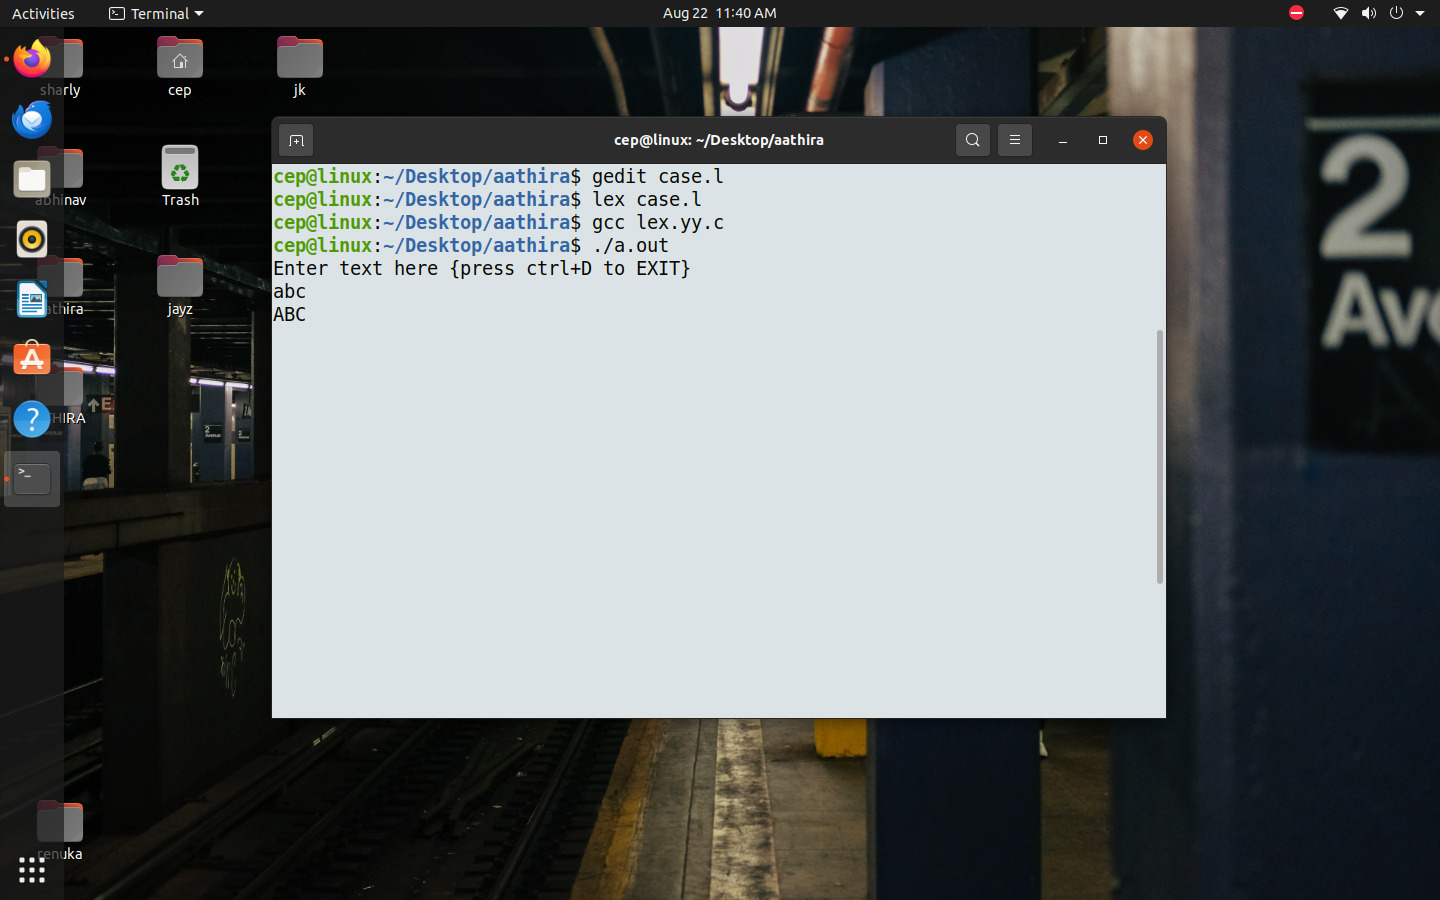 Activities
Terminal
Aug 22 11:40 AM
sharly
cep
jk
abhinav
Trash
athira
jayz
HIRA
renuka
cep@linux: ~/Desktop/aathira
cep@linux:~/Desktop/aathira$ gedit case.l
cep@linux:~/Desktop/aathira$ lex case.l
cep@linux:~/Desktop/aathira$ gcc lex.yy.c
cep@linux:~/Desktop/aathira$ ./a.out
Enter text here {press ctrl+D to EXIT}
abc
ABC
2
Av